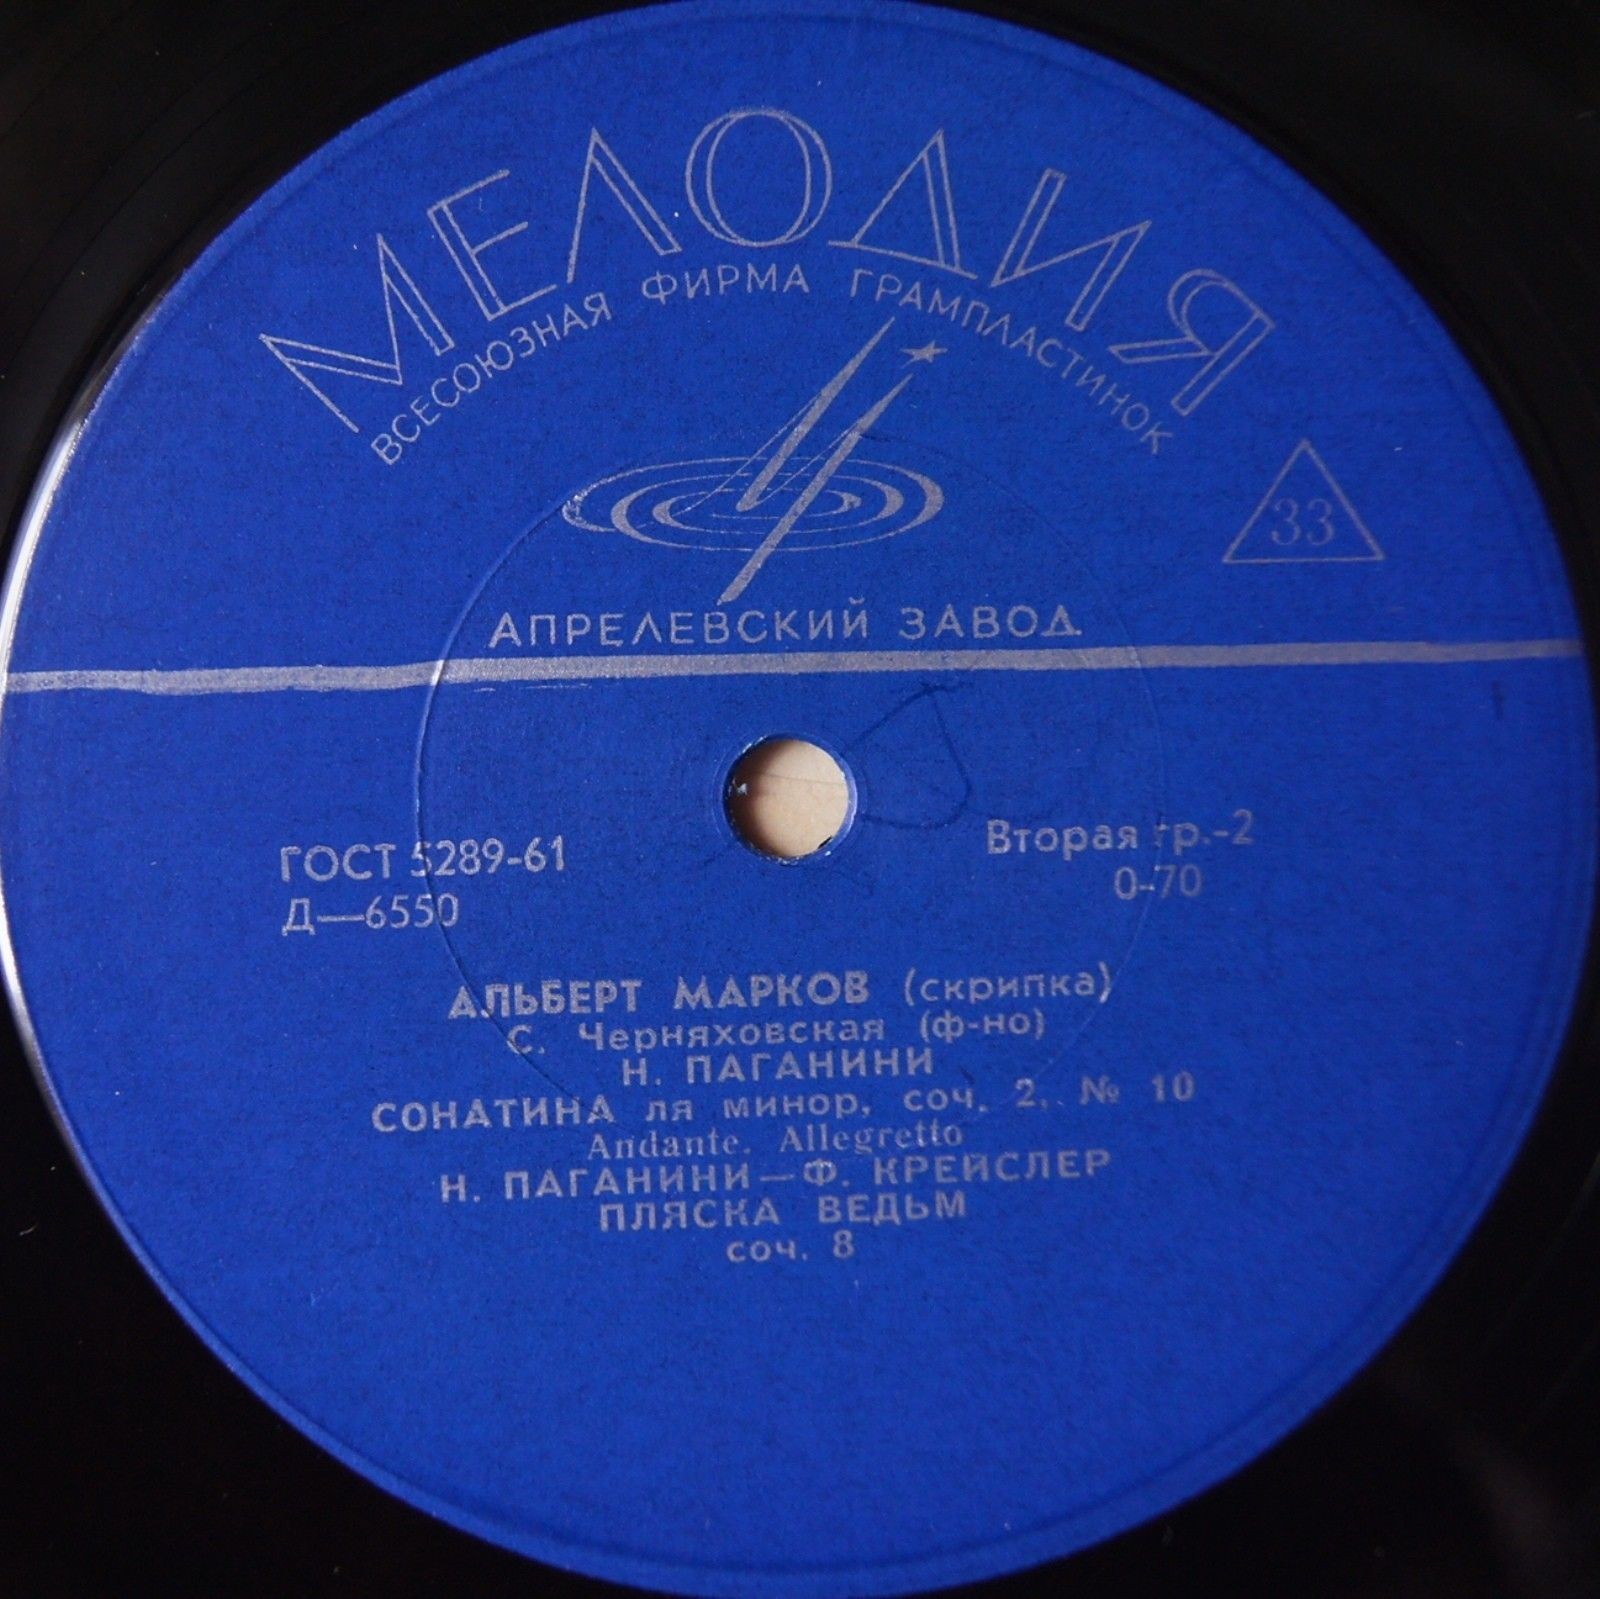 МЕЛОДИЯ
ВСЕСОЮЗНАЯ ФИРМА ГРАМПЛАСТИНОК
33
АПРЕЛЕВСКИЙ ЗАВОД
ГОСТ 5289-61
Д—6550
Вторая гр.-2
0-70
АЛЬБЕРТ МАРКОВ (скрипка)
С. Черняховская (ф-но)
Н. ПАГАНИНИ
СОНАТИНА ля минор, соч. 2, № 10
Andante. Allegretto
Н. ПАГАНИНИ—Ф. КРЕЙСЛЕР
ПЛЯСКА ВЕДЬМ
соч. 8